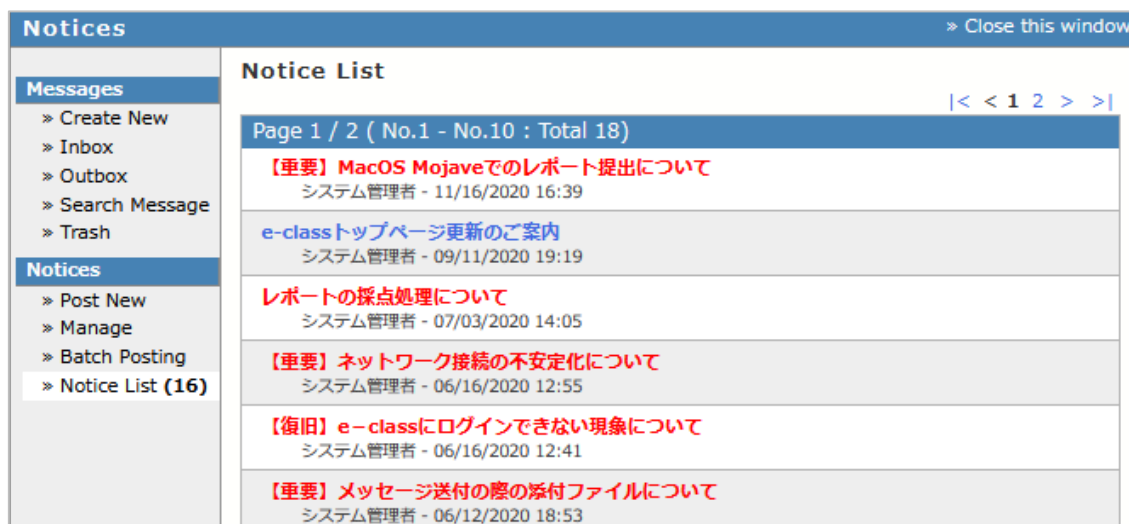 Notices
» Close this window
Messages
» Create New
» Inbox
» Outbox
» Search Message
» Trash
Notices
» Post New
» Manage
» Batch Posting
» Notice List (16)
Notice List
|< < 1 2 > >|
Page 1 / 2 ( No.1 - No.10 : Total 18)
【重要】MacOS Mojaveでのレポート提出について
システム管理者 - 11/16/2020 16:39
e-classトップページ更新のご案内
システム管理者 - 09/11/2020 19:19
レポートの採点処理について
システム管理者 - 07/03/2020 14:05
【重要】ネットワーク接続の不安定化について
システム管理者 - 06/16/2020 12:55
【復旧】e－classにログインできない現象について
システム管理者 - 06/16/2020 12:41
【重要】メッセージ送付の際の添付ファイルについて
システム管理者 - 06/12/2020 18:53